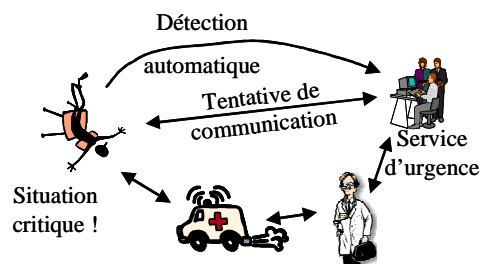 Détection
automatique
Tentative de
communication
Service
d'urgence
Situation
critique !